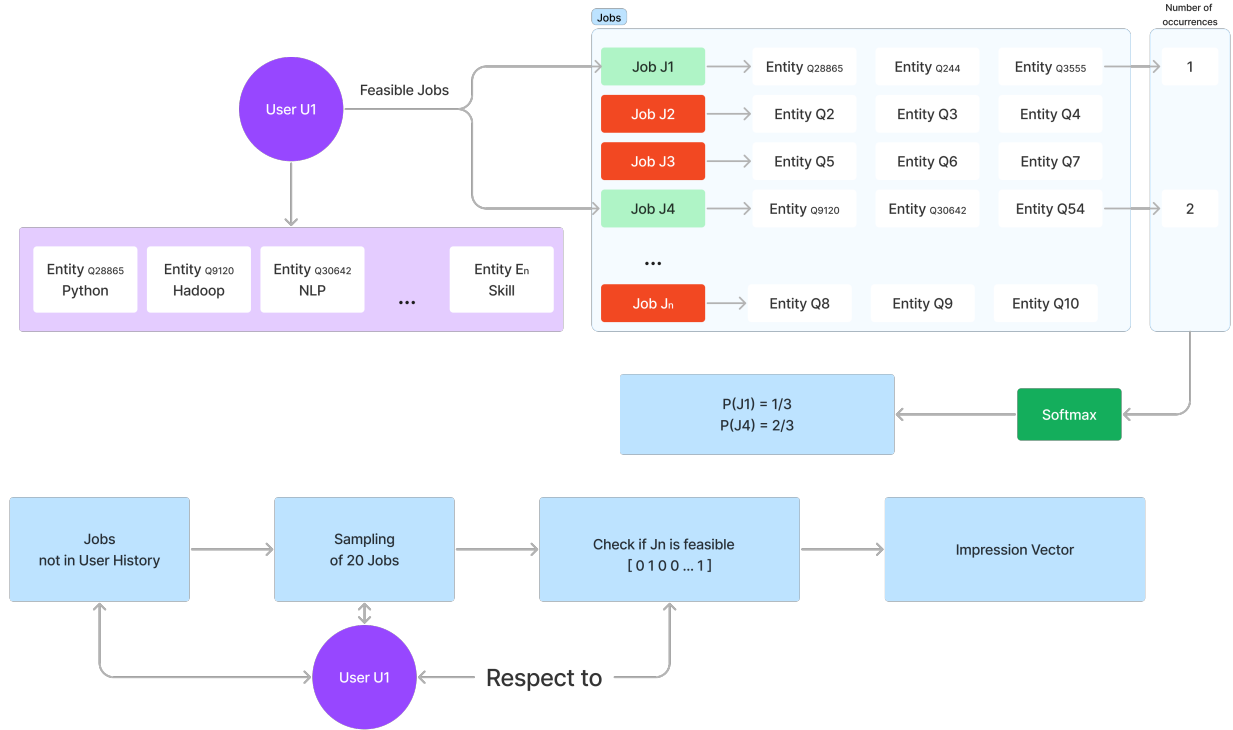 Number of
occurrences
Jobs
Job J1
Entity Q28865
Entity Q244
Entity Q3555
1
User U1
Feasible Jobs
Job J2
Entity Q2
Entity Q3
Entity Q4
Job J3
Entity Q5
Entity Q6
Entity Q7
Job J4
Entity Q9120
Entity Q30642
Entity Q54
2
...
Job Jn
Entity Q8
Entity Q9
Entity Q10
Entity Q28865
Python
Entity Q9120
Hadoop
Entity Q30642
NLP
...
Entity En
Skill
P(J1) = 1/3
P(J4) = 2/3
Softmax
Jobs
not in User History
Sampling
of 20 Jobs
Check if Jn is feasible
[ 0 1 0 0 ... 1 ]
Impression Vector
User U1
Respect to